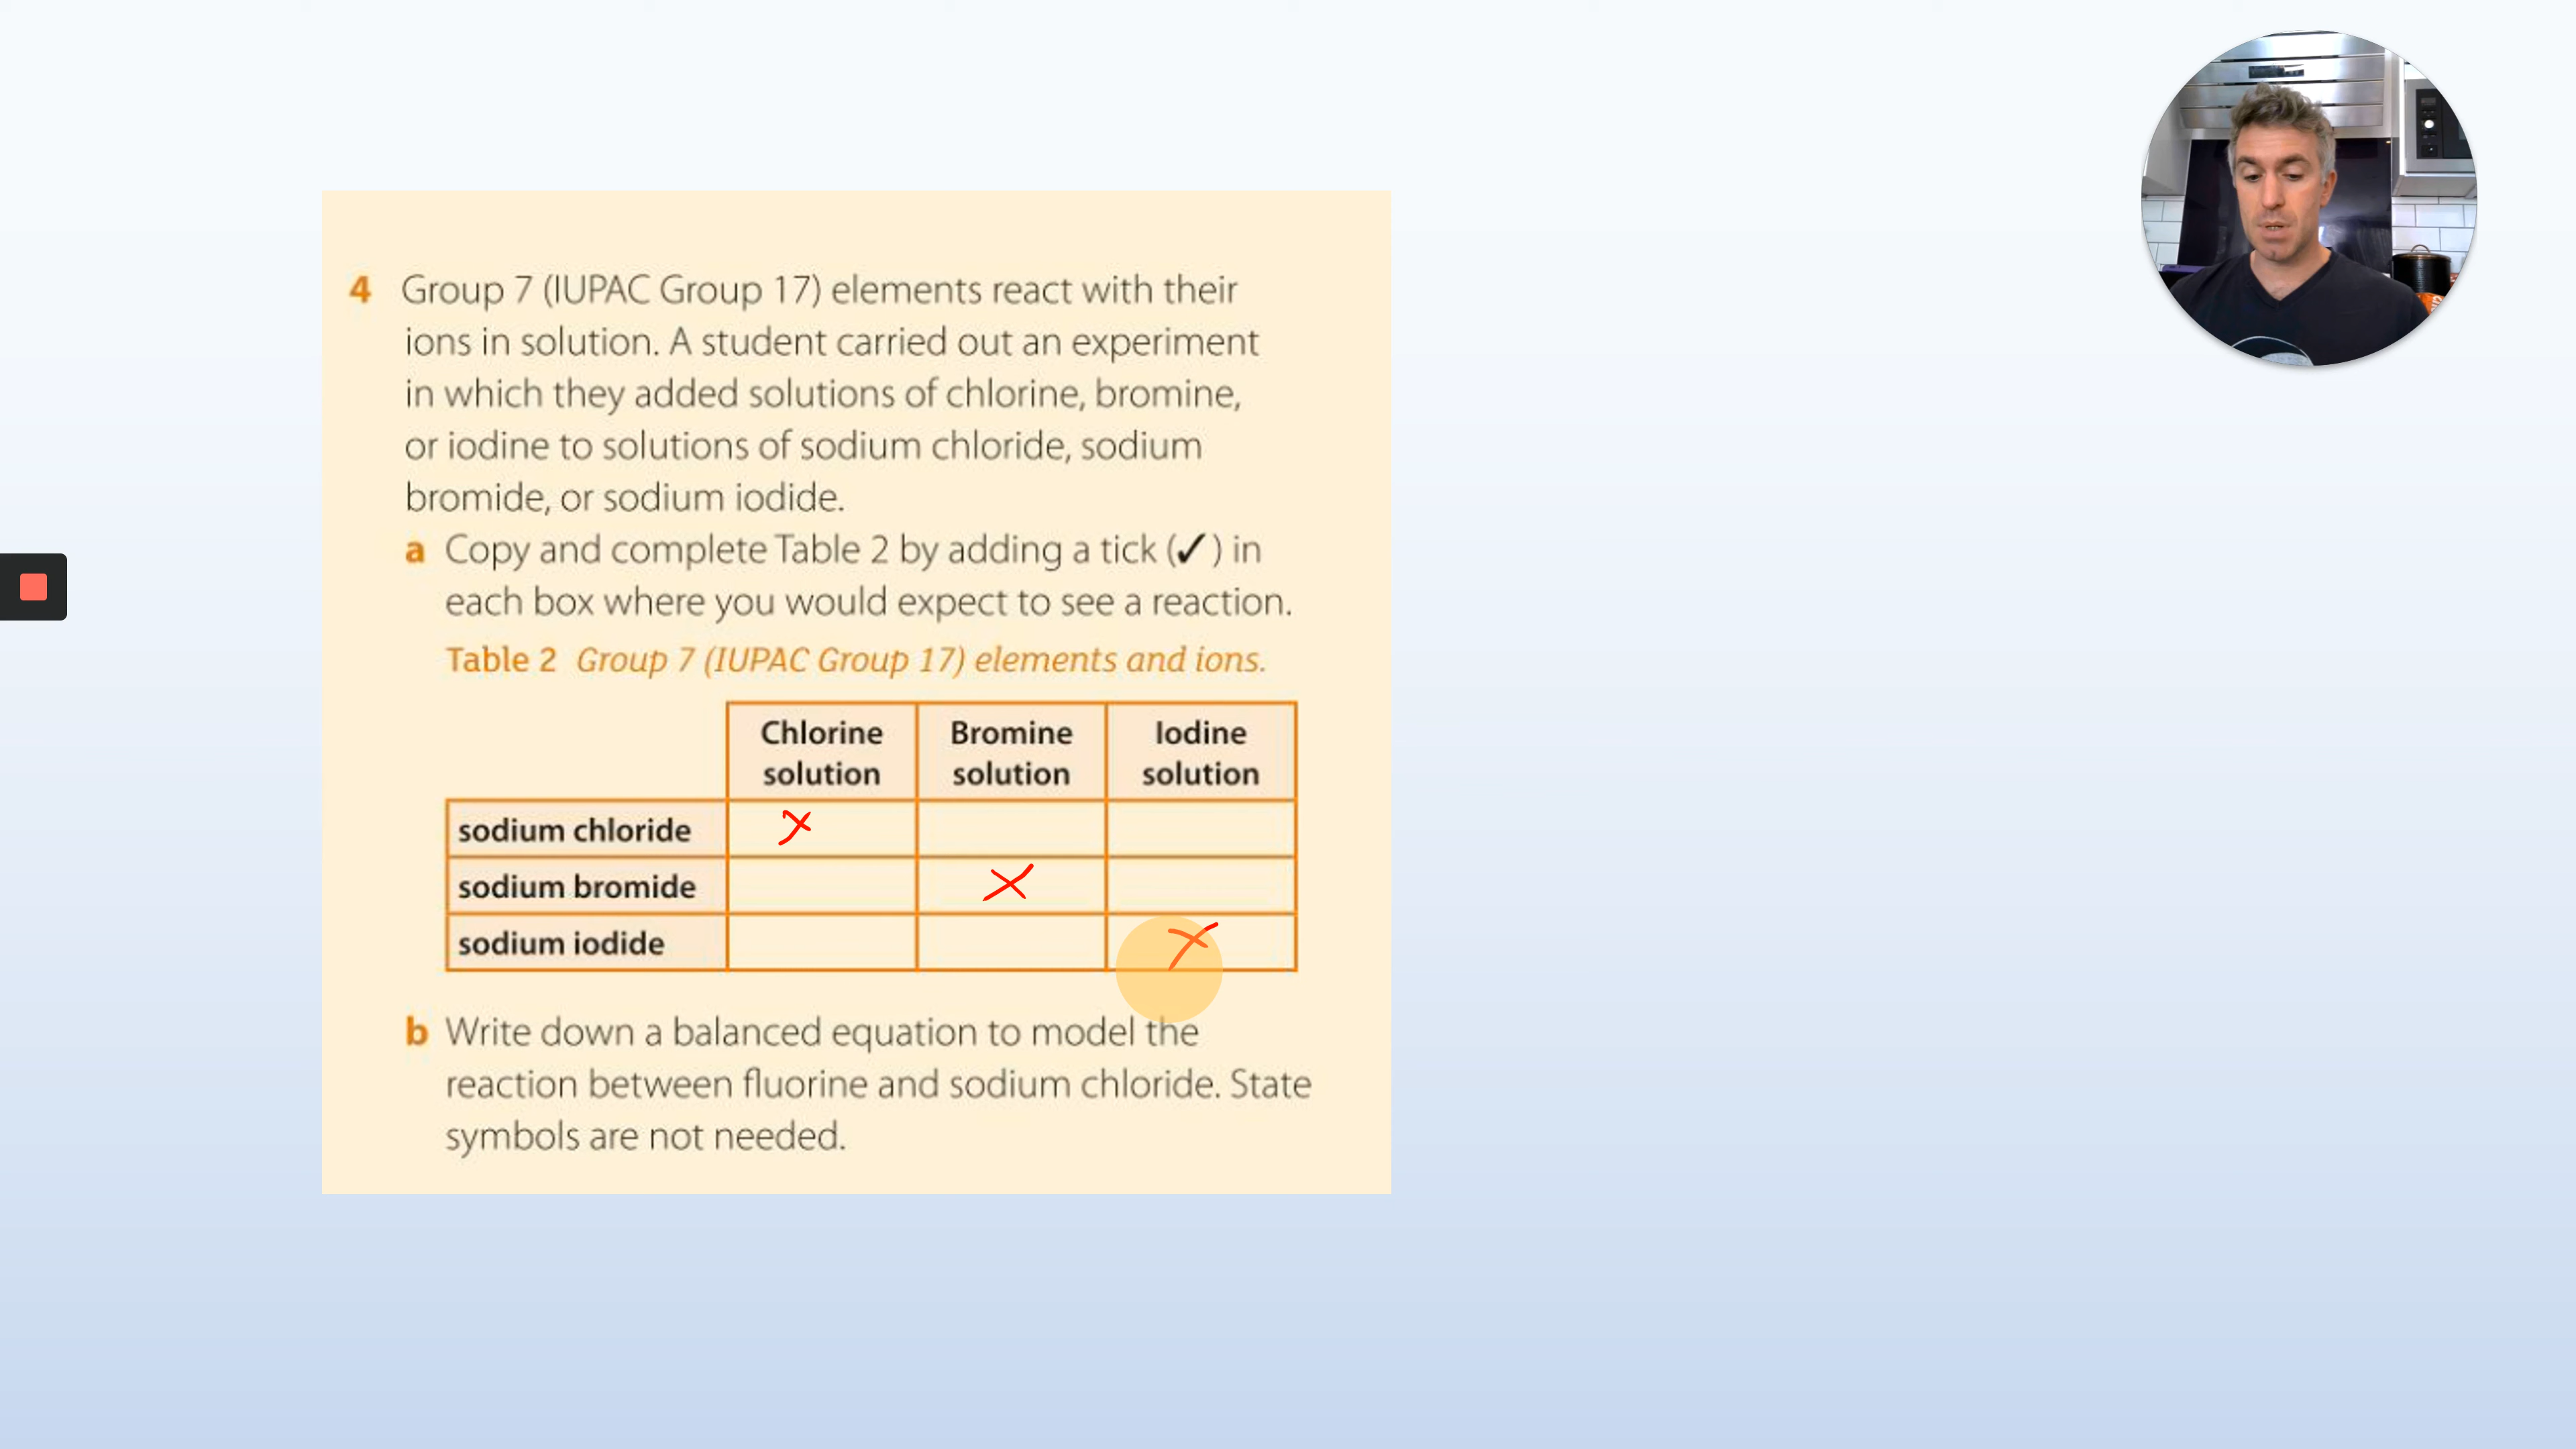 4 Group 7 (IUPAC Group 17) elements react with their
ions in solution. A student carried out an experiment
in which they added solutions of chlorine, bromine,
or iodine to solutions of sodium chloride, sodium
bromide, or sodium iodide.
a Copy and complete Table 2 by adding a tick (✓) in
each box where you would expect to see a reaction.
Table 2 Group 7 (IUPAC Group 17) elements and ions.
Chlorine solution Bromine solution Iodine solution
sodium chloride ✗
sodium bromide ✗
sodium iodide ✗
b Write down a balanced equation to model the
reaction between fluorine and sodium chloride. State
symbols are not needed.